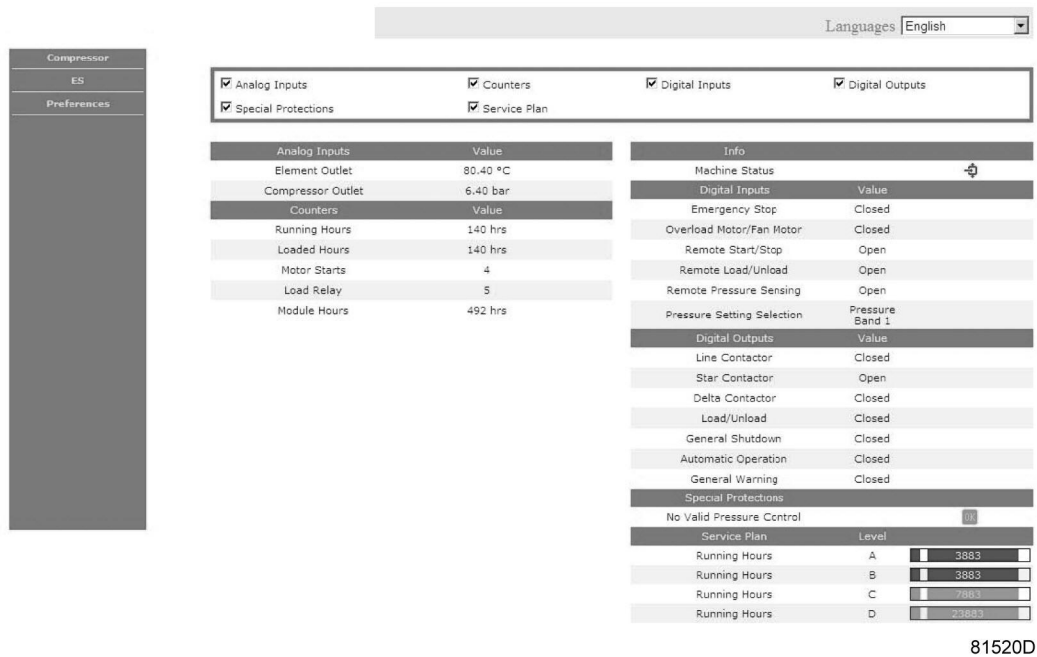 Languages English
Compressor
ES
Preferences
Analog Inputs Counters Digital Inputs Digital Outputs
Special Protections Service Plan
Analog Inputs Value
Element Outlet 80.40 °C
Compressor Outlet 6.40 bar
Counters Value
Running Hours 140 hrs
Loaded Hours 140 hrs
Motor Starts 4
Load Relay 5
Module Hours 492 hrs
Info
Machine Status
Digital Inputs Value
Emergency Stop Closed
Overload Motor/Fan Motor Closed
Remote Start/Stop Open
Remote Load/Unload Open
Remote Pressure Sensing Open
Pressure Setting Selection Pressure
Band 1
Digital Outputs Value
Line Contactor Closed
Star Contactor Open
Delta Contactor Closed
Load/Unload Closed
General Shutdown Closed
Automatic Operation Closed
General Warning Closed
Special Protections
No Valid Pressure Control OK
Service Plan Level
Running Hours A 3883
Running Hours B 3883
Running Hours C 7883
Running Hours D 23883
81520D